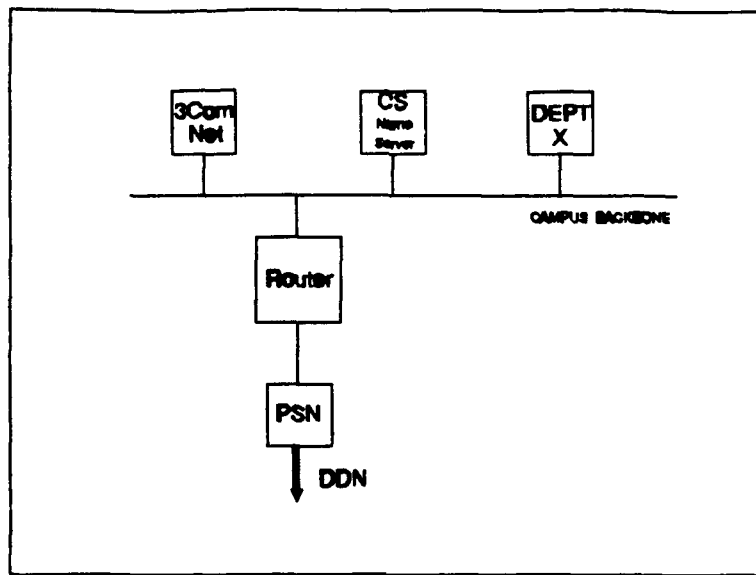 3Com
Net
CS
Name
Server
DEPT
X
CAMPUS BACKBONE
Router
PSN
DDN